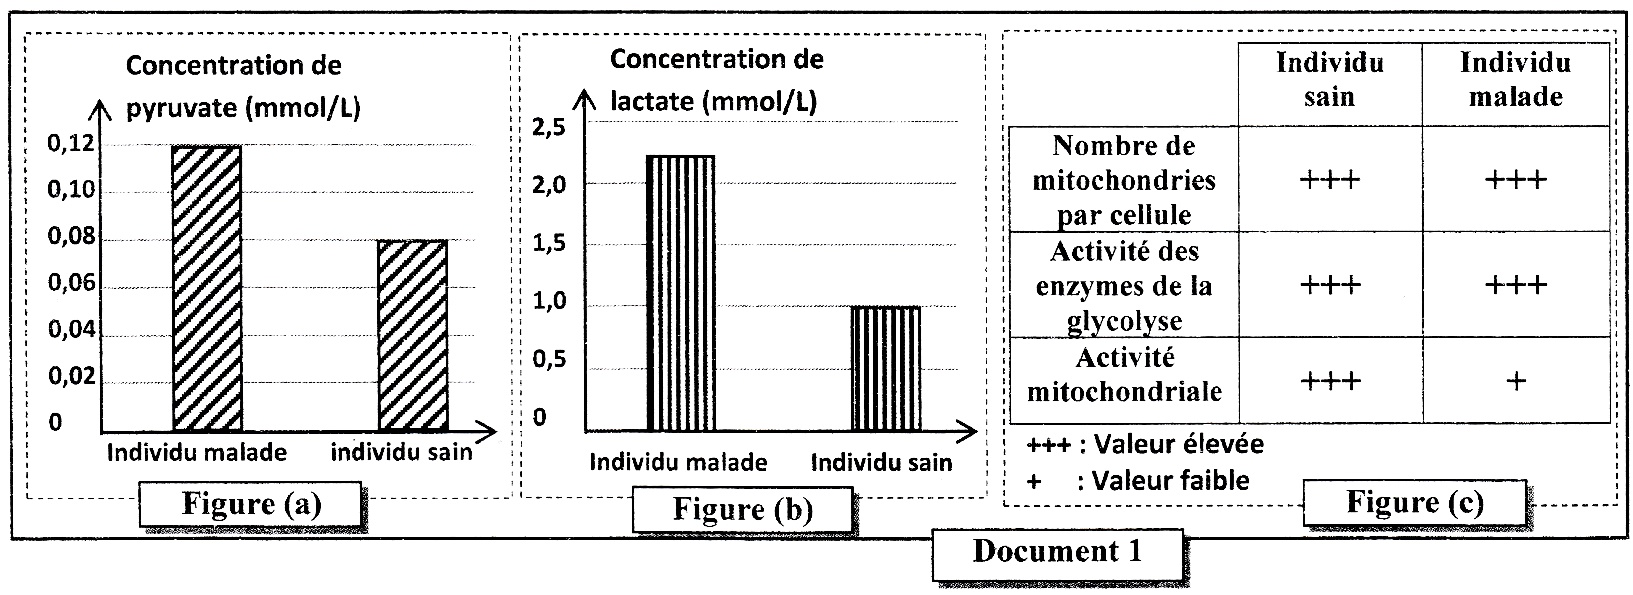 Concentration de
pyruvate (mmol/L)
0,12
0,10
0,08
0,06
0,04
0,02
0
Individu malade
individu sain
Figure (a)
Concentration de
lactate (mmol/L)
2,5
2,0
1,5
1,0
0,5
0
Individu malade
Individu sain
Figure (b)
Individu
sain
Individu
malade
Nombre de
mitochondries
par cellule
+++
+++
Activité des
enzymes de la
glycolyse
+++
+++
Activité
mitochondriale
+++
+
+++ : Valeur élevée
+ : Valeur faible
Figure (c)
Document 1